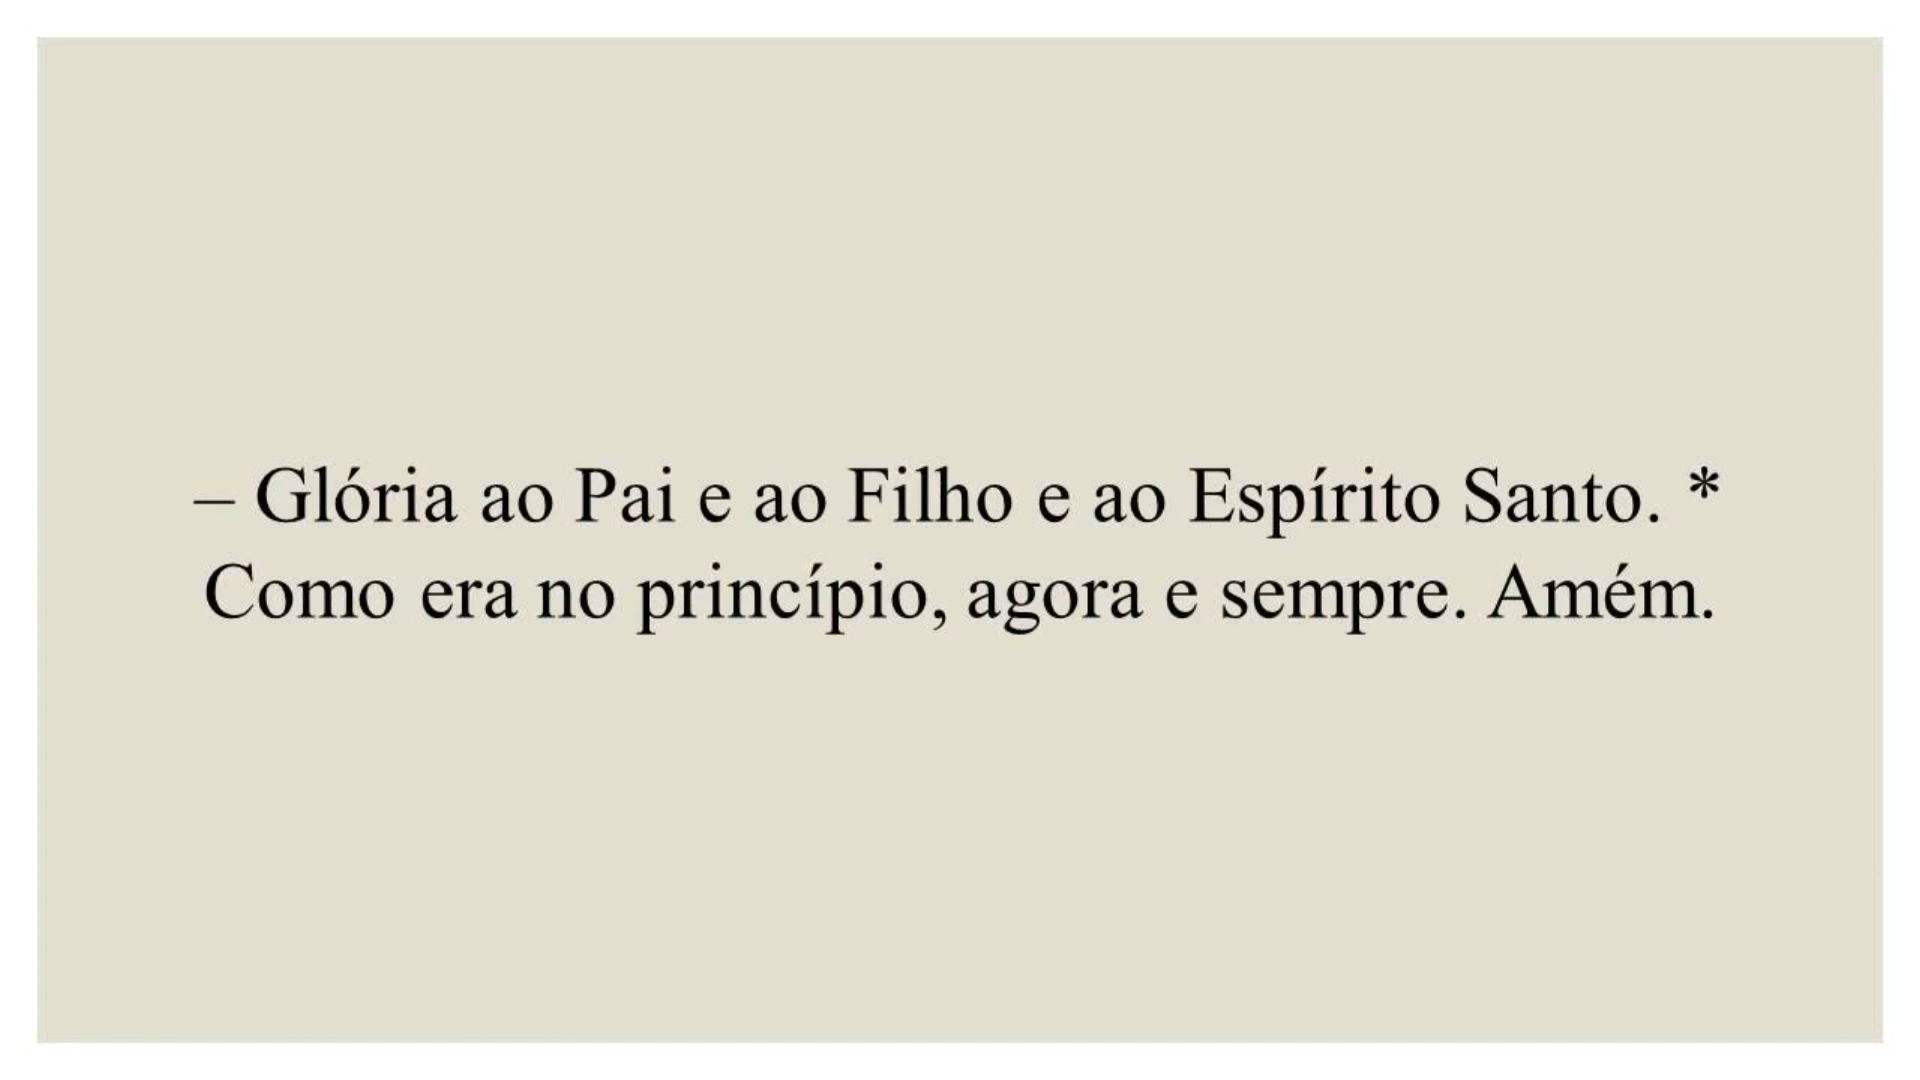 – Glória ao Pai e ao Filho e ao Espírito Santo. *
Como era no princípio, agora e sempre. Amém.